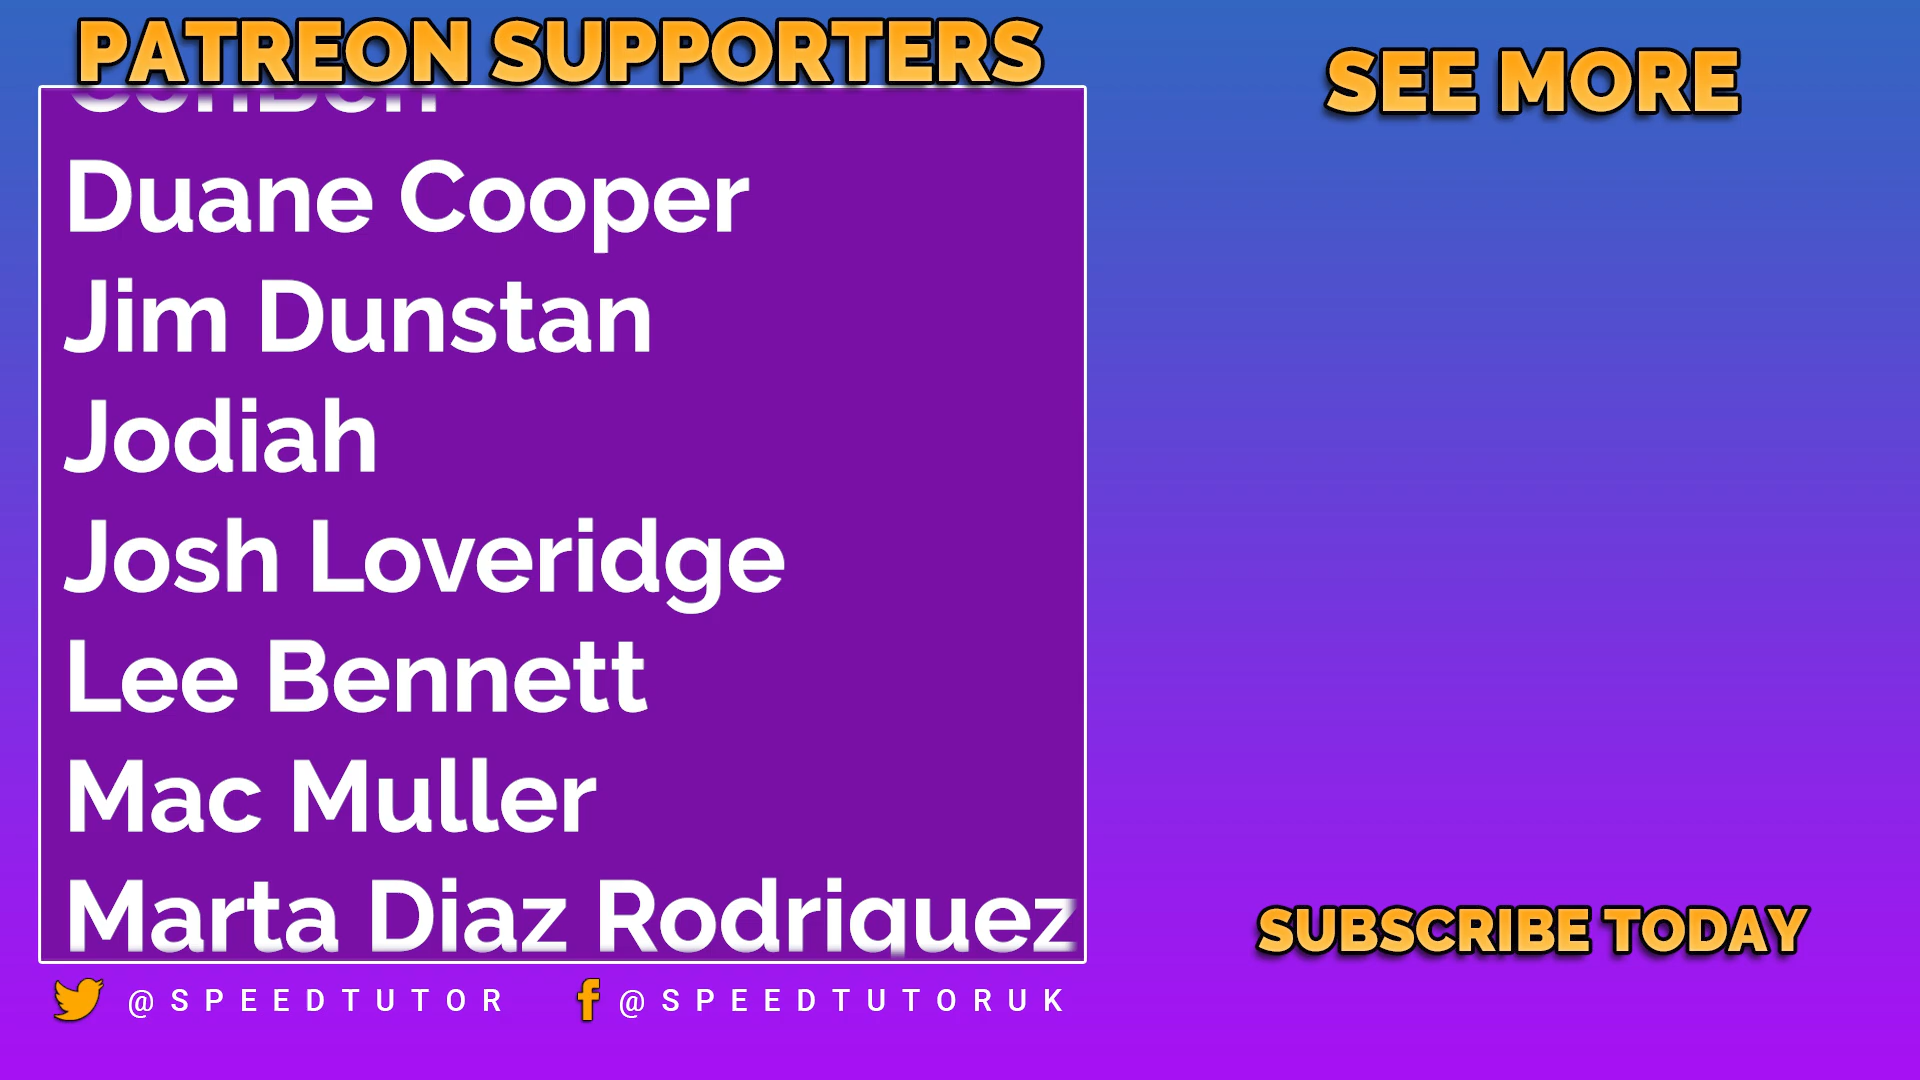 PATREON SUPPORTERS
Duane Cooper
Jim Dunstan
Jodiah
Josh Loveridge
Lee Bennett
Mac Muller
Marta Diaz Rodriguez
@SPEEDTUTOR
@SPEEDTUTORUK
SEE MORE
SUBSCRIBE TODAY